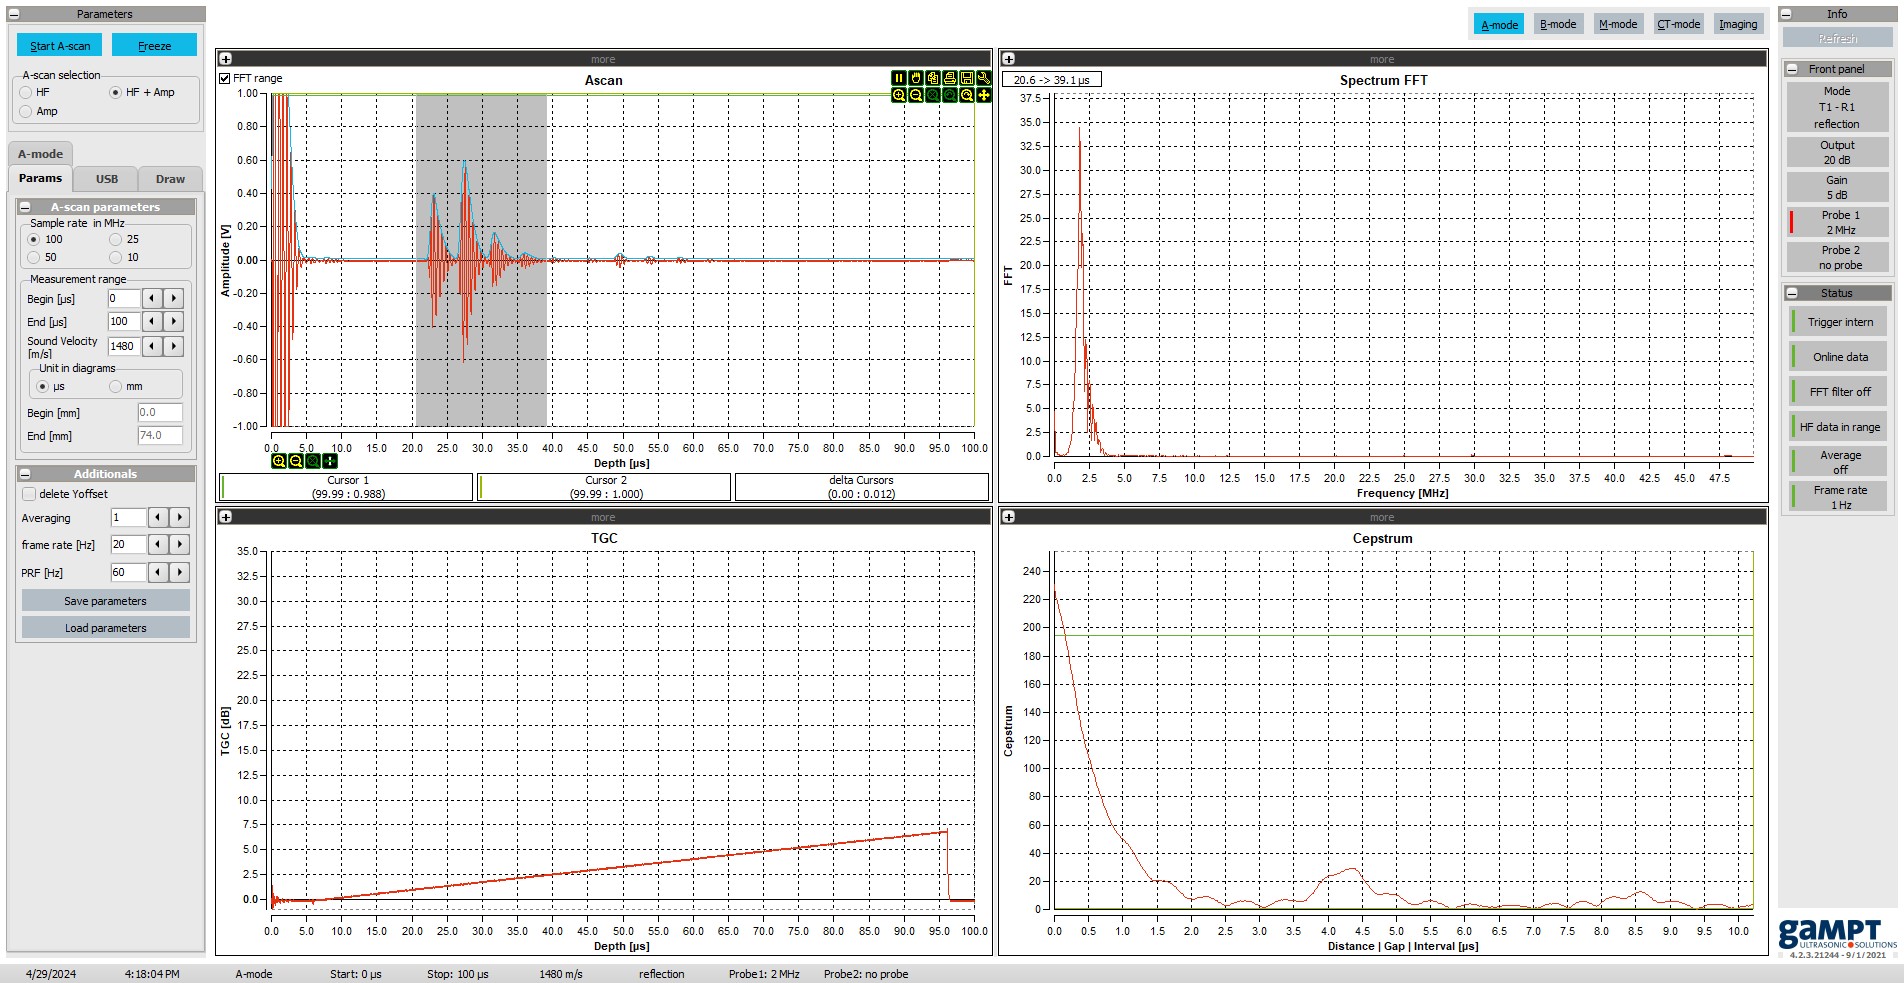 Parameters
Start A-scan
Freeze
A-scan selection
HF
HF + Amp
Amp
A-mode
Params
USB
Draw
A-scan parameters
Sample rate in MHz
100
25
50
10
Measurement range
Begin [µs]
0
End [µs]
100
Sound Velocity
[m/s]
1480
Unit in diagrams
µs
mm
Begin [mm]
0.0
End [mm]
74.0
Additionals
delete Yoffset
Averaging
1
frame rate [Hz]
20
PRF [Hz]
60
Save parameters
Load parameters
A-mode
B-mode
M-mode
CT-mode
Imaging
more
FFT range
Ascan
1.00
0.80
0.60
0.40
0.20
0.00
-0.20
-0.40
-0.60
-0.80
-1.00
Amplitude [V]
0.0 5.0 10.0 15.0 20.0 25.0 30.0 35.0 40.0 45.0 50.0 55.0 60.0 65.0 70.0 75.0 80.0 85.0 90.0 95.0 100.0
Depth [µs]
Cursor 1
(99.99 : 0.988)
Cursor 2
(99.99 : 1.000)
delta Cursors
(0.00 : 0.012)
more
20.6 -> 39.1 µs
Spectrum FFT
37.5
35.0
32.5
30.0
27.5
25.0
22.5
20.0
17.5
15.0
12.5
10.0
7.5
5.0
2.5
0.0
FFT
0.0 2.5 5.0 7.5 10.0 12.5 15.0 17.5 20.0 22.5 25.0 27.5 30.0 32.5 35.0 37.5 40.0 42.5 45.0 47.5
Frequency [MHz]
more
TGC
35.0
32.5
30.0
27.5
25.0
22.5
20.0
17.5
15.0
12.5
10.0
7.5
5.0
2.5
0.0
TGC [dB]
0.0 5.0 10.0 15.0 20.0 25.0 30.0 35.0 40.0 45.0 50.0 55.0 60.0 65.0 70.0 75.0 80.0 85.0 90.0 95.0 100.0
Depth [µs]
more
Cepstrum
240
220
200
180
160
140
120
100
80
60
40
20
0
Cepstrum
0.0 0.5 1.0 1.5 2.0 2.5 3.0 3.5 4.0 4.5 5.0 5.5 6.0 6.5 7.0 7.5 8.0 8.5 9.0 9.5 10.0
Distance | Gap | Interval [µs]
Info
Refresh
Front panel
Mode
T1 - R1
reflection
Output
20 dB
Gain
5 dB
Probe 1
2 MHz
Probe 2
no probe
Status
Trigger intern
Online data
FFT filter off
HF data in range
Average
off
Frame rate
1 Hz
GAMPT
ULTRASONIC SOLUTIONS
4.2.3.21244 - 9/1/2021
4/29/2024
4:18:04 PM
A-mode
Start: 0 µs
Stop: 100 µs
1480 m/s
reflection
Probe1: 2 MHz
Probe2: no probe